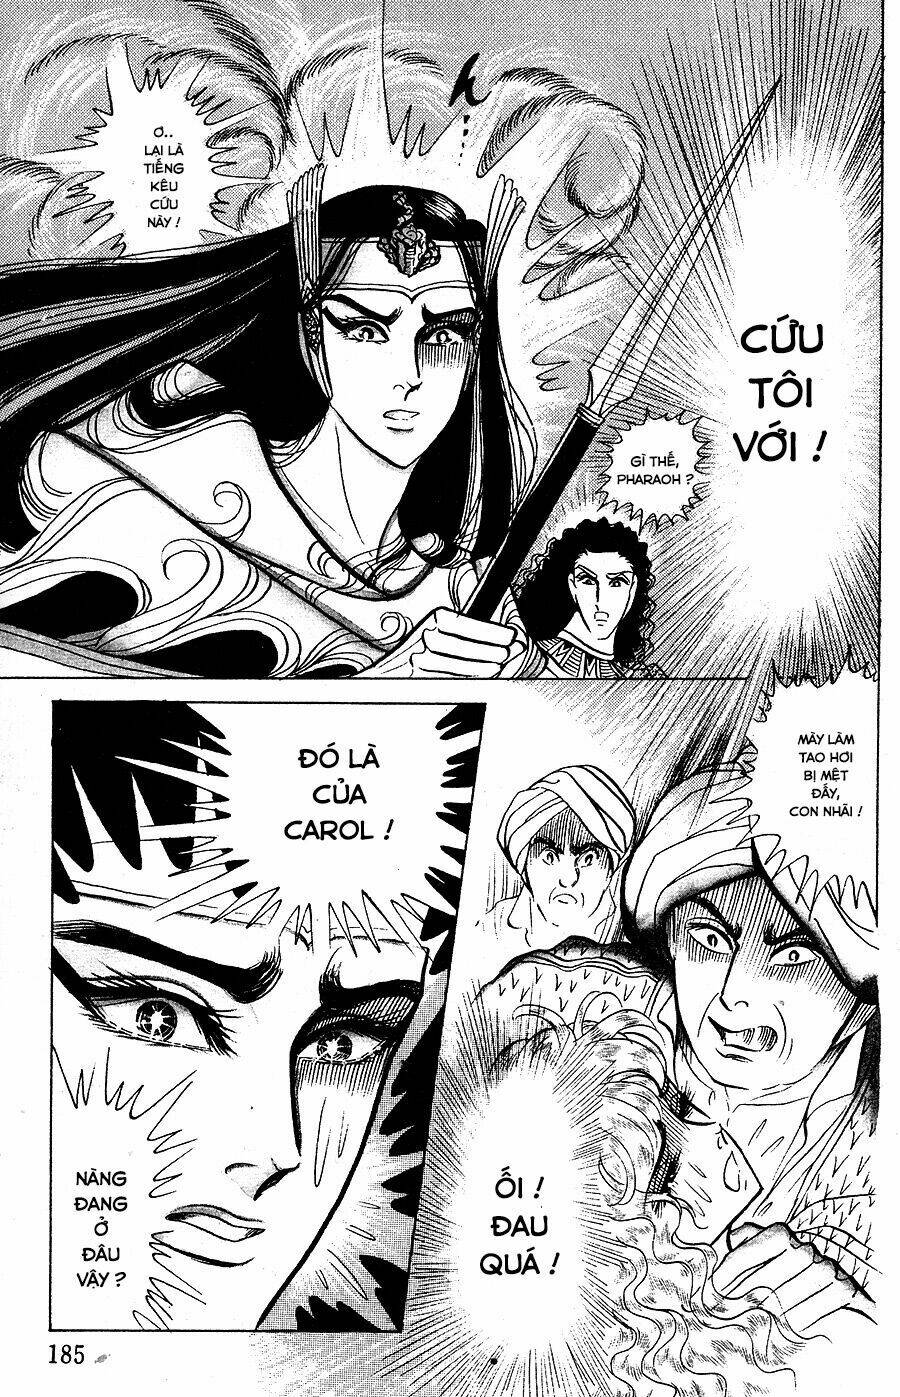 Ơ..
LẠI LÀ
TIẾNG
KÊU
CỨU
NÀY !
CỨU
TÔI
VỚI !
GÌ THẾ,
PHARAOH ?
MÀY LÀM
TAO HƠI
BỊ MỆT
ĐẤY,
CON NHÃI !
ĐÓ LÀ
CỦA
CAROL !
NÀNG
ĐANG
Ở
ĐÂU
VẬY ?
ỐI !
ĐAU
QUÁ !
185